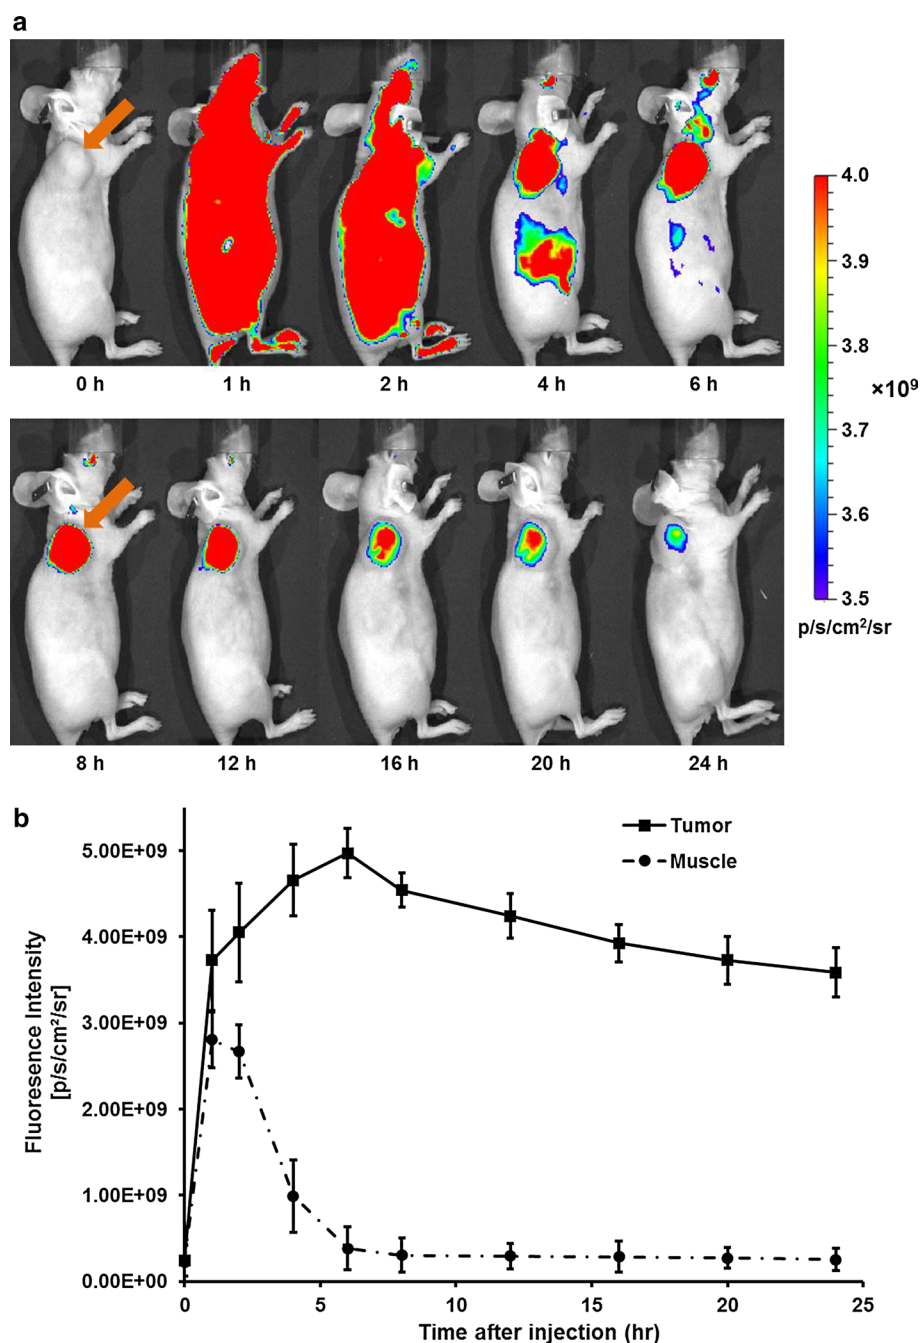 a
0 h
1 h
2 h
4 h
6 h
4.0
3.9
3.8
3.7
3.6
3.5
×10⁹
p/s/cm²/sr
8 h
12 h
16 h
20 h
24 h
b
Tumor
Muscle
Fluoresence Intensity
[p/s/cm²/sr]
5.00E+09
4.00E+09
3.00E+09
2.00E+09
1.00E+09
0.00E+00
0
5
10
15
20
25
Time after injection (hr)